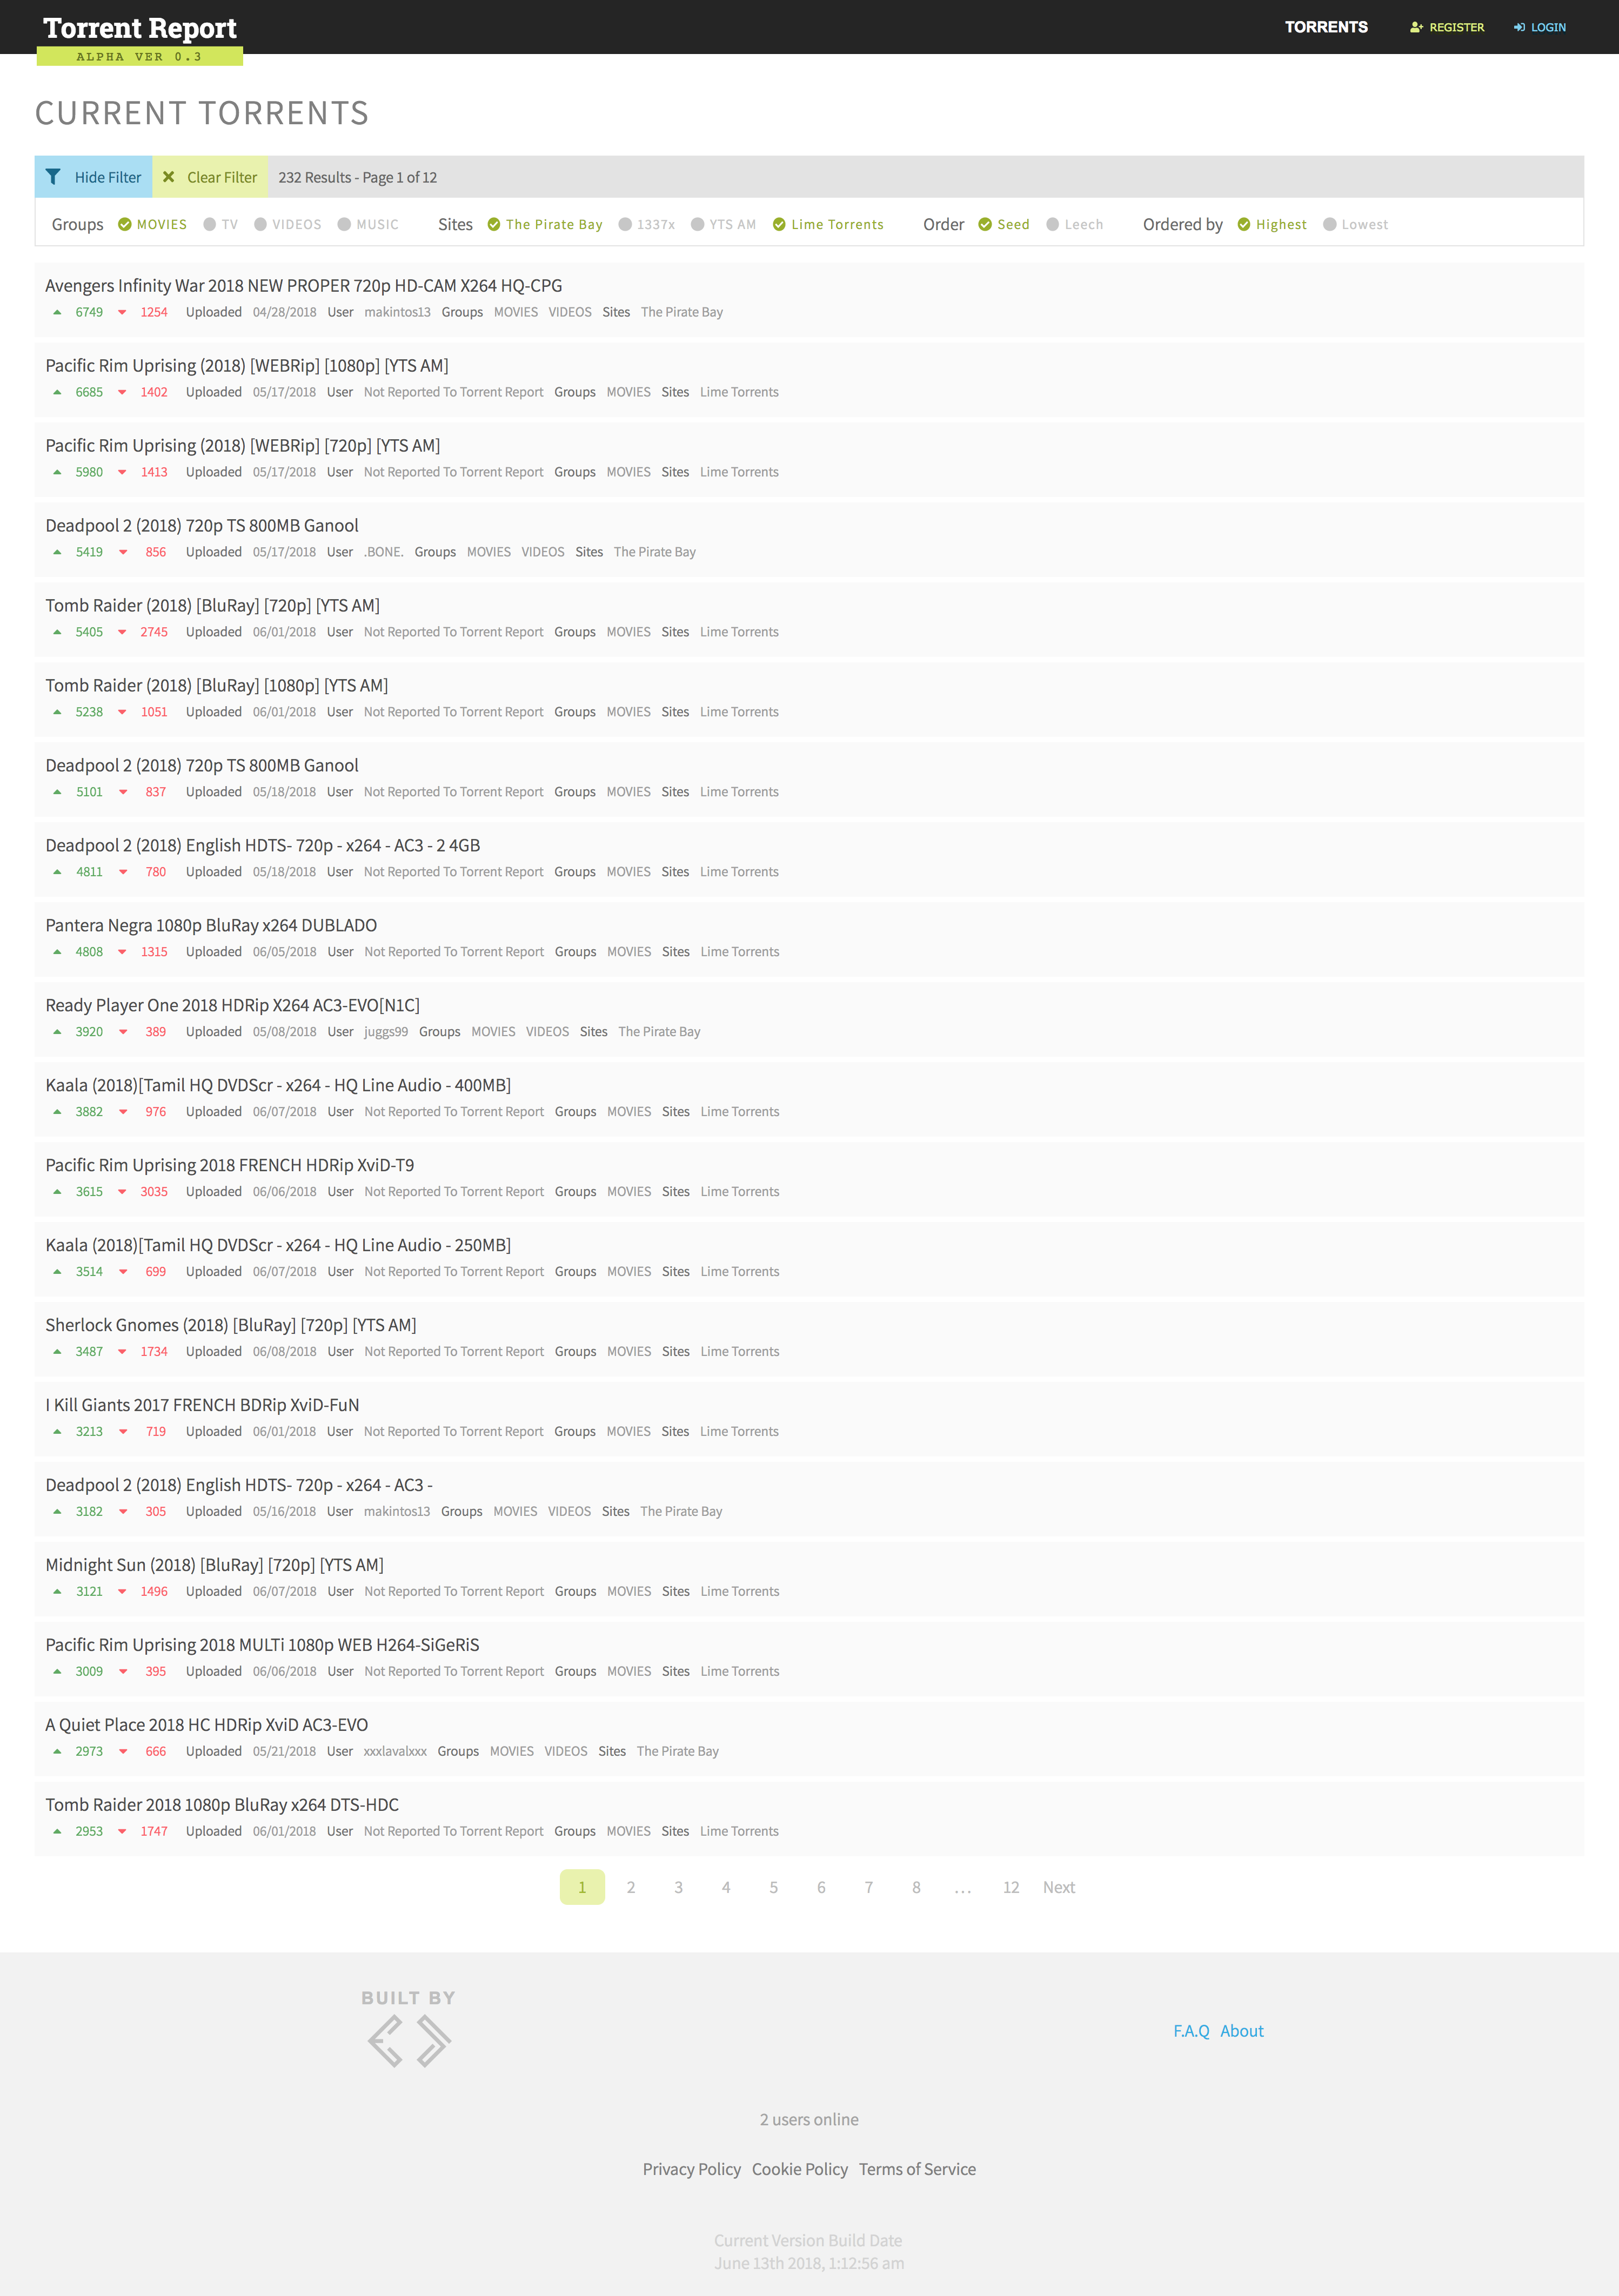 Torrent Report
ALPHA VER 0.3
TORRENTS REGISTER LOGIN
CURRENT TORRENTS
Hide Filter Clear Filter 232 Results - Page 1 of 12
Groups MOVIES TV VIDEOS MUSIC Sites The Pirate Bay 1337x YTS AM Lime Torrents Order Seed Leech Ordered by Highest Lowest
Avengers Infinity War 2018 NEW PROPER 720p HD-CAM X264 HQ-CPG
6749 1254 Uploaded 04/28/2018 User makintos13 Groups MOVIES VIDEOS Sites The Pirate Bay
Pacific Rim Uprising (2018) [WEBRip] [1080p] [YTS AM]
6685 1402 Uploaded 05/17/2018 User Not Reported To Torrent Report Groups MOVIES Sites Lime Torrents
Pacific Rim Uprising (2018) [WEBRip] [720p] [YTS AM]
5980 1413 Uploaded 05/17/2018 User Not Reported To Torrent Report Groups MOVIES Sites Lime Torrents
Deadpool 2 (2018) 720p TS 800MB Ganool
5419 856 Uploaded 05/17/2018 User .BONE. Groups MOVIES VIDEOS Sites The Pirate Bay
Tomb Raider (2018) [BluRay] [720p] [YTS AM]
5405 2745 Uploaded 06/01/2018 User Not Reported To Torrent Report Groups MOVIES Sites Lime Torrents
Tomb Raider (2018) [BluRay] [1080p] [YTS AM]
5238 1051 Uploaded 06/01/2018 User Not Reported To Torrent Report Groups MOVIES Sites Lime Torrents
Deadpool 2 (2018) 720p TS 800MB Ganool
5101 837 Uploaded 05/18/2018 User Not Reported To Torrent Report Groups MOVIES Sites Lime Torrents
Deadpool 2 (2018) English HDTS- 720p - x264 - AC3 - 2 4GB
4811 780 Uploaded 05/18/2018 User Not Reported To Torrent Report Groups MOVIES Sites Lime Torrents
Pantera Negra 1080p BluRay x264 DUBLADO
4808 1315 Uploaded 06/05/2018 User Not Reported To Torrent Report Groups MOVIES Sites Lime Torrents
Ready Player One 2018 HDRip X264 AC3-EVO[N1C]
3920 389 Uploaded 05/08/2018 User juggs99 Groups MOVIES VIDEOS Sites The Pirate Bay
Kaala (2018)[Tamil HQ DVDScr - x264 - HQ Line Audio - 400MB]
3882 976 Uploaded 06/07/2018 User Not Reported To Torrent Report Groups MOVIES Sites Lime Torrents
Pacific Rim Uprising 2018 FRENCH HDRip XviD-T9
3615 3035 Uploaded 06/06/2018 User Not Reported To Torrent Report Groups MOVIES Sites Lime Torrents
Kaala (2018)[Tamil HQ DVDScr - x264 - HQ Line Audio - 250MB]
3514 699 Uploaded 06/07/2018 User Not Reported To Torrent Report Groups MOVIES Sites Lime Torrents
Sherlock Gnomes (2018) [BluRay] [720p] [YTS AM]
3487 1734 Uploaded 06/08/2018 User Not Reported To Torrent Report Groups MOVIES Sites Lime Torrents
I Kill Giants 2017 FRENCH BDRip XviD-FuN
3213 719 Uploaded 06/01/2018 User Not Reported To Torrent Report Groups MOVIES Sites Lime Torrents
Deadpool 2 (2018) English HDTS- 720p - x264 - AC3 -
3182 305 Uploaded 05/16/2018 User makintos13 Groups MOVIES VIDEOS Sites The Pirate Bay
Midnight Sun (2018) [BluRay] [720p] [YTS AM]
3121 1496 Uploaded 06/07/2018 User Not Reported To Torrent Report Groups MOVIES Sites Lime Torrents
Pacific Rim Uprising 2018 MULTi 1080p WEB H264-SiGeRiS
3009 395 Uploaded 06/06/2018 User Not Reported To Torrent Report Groups MOVIES Sites Lime Torrents
A Quiet Place 2018 HC HDRip XviD AC3-EVO
2973 666 Uploaded 05/21/2018 User xxxlavalxxx Groups MOVIES VIDEOS Sites The Pirate Bay
Tomb Raider 2018 1080p BluRay x264 DTS-HDC
2953 1747 Uploaded 06/01/2018 User Not Reported To Torrent Report Groups MOVIES Sites Lime Torrents
1 2 3 4 5 6 7 8 ... 12 Next
BUILT BY
F.A.Q About
2 users online
Privacy Policy Cookie Policy Terms of Service
Current Version Build Date
June 13th 2018, 1:12:56 am